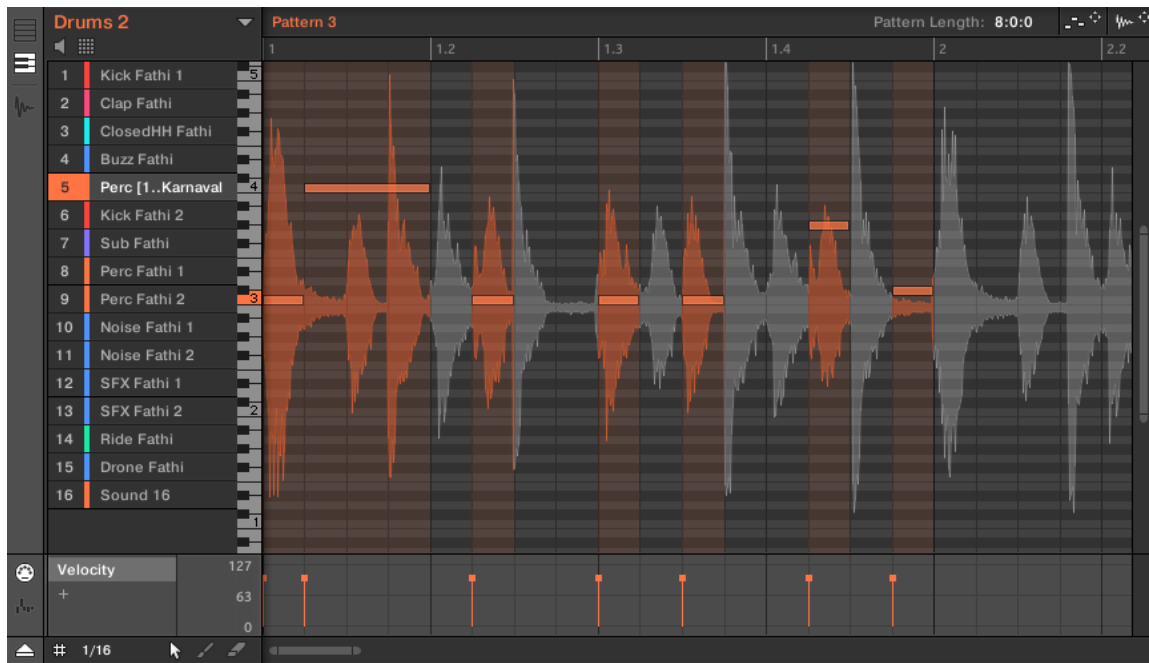 Drums 2
Pattern 3
Pattern Length: 8:0:0
1
1.2
1.3
1.4
2
2.2
1 Kick Fathi 1
2 Clap Fathi
3 ClosedHH Fathi
4 Buzz Fathi
5 Perc [1..Karnaval
6 Kick Fathi 2
7 Sub Fathi
8 Perc Fathi 1
9 Perc Fathi 2
10 Noise Fathi 1
11 Noise Fathi 2
12 SFX Fathi 1
13 SFX Fathi 2
14 Ride Fathi
15 Drone Fathi
16 Sound 16
5
4
3
2
1
Velocity
+
127
63
0
1/16